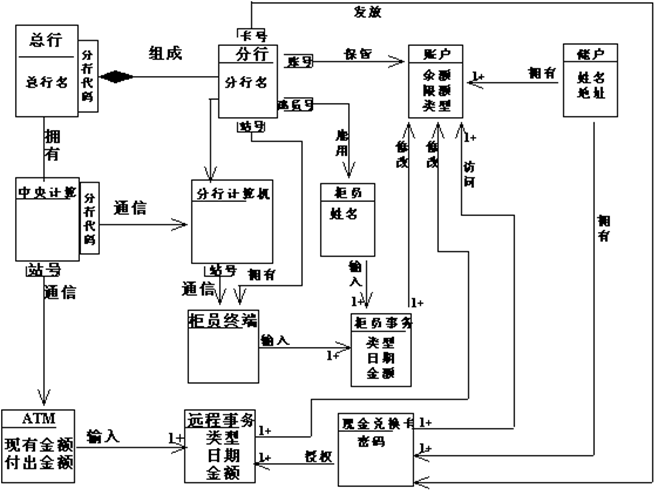 发放
总行
总行名
分行代码
组成
卡号
分行
分行名
账号
雇员号
站号
保管
账户
余额
限额
类型
1+
拥有
储户
姓名
地址
拥有
雇用
修改
修改
1+
访问
中央计算
分行代码
通信
分行计算机
柜员
姓名
拥有
站号
通信
站号
通信
拥有
输入
1+
1+
柜员终端
输入
1+
柜员事务
类型
日期
金额
ATM
现有金额
付出金额
输入
1+
远程事务
类型
日期
金额
1+
1+
授权
现金兑换卡
密码
1+
1+